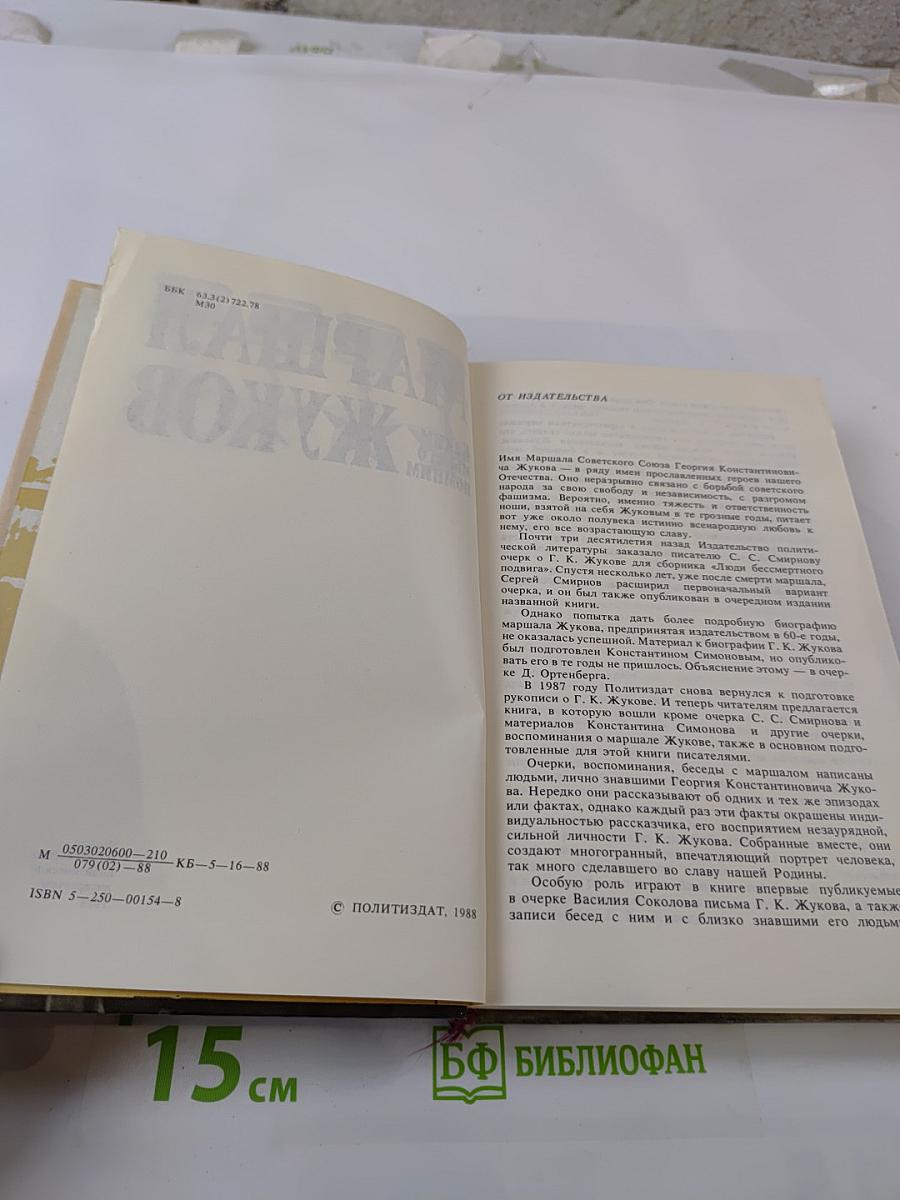 ББК 63.3(2)722.78
М30
МАРШАЛ
ЖУКОВ
М 0503020600—210
079(02)—88 КБ—5—16—88
ISBN 5—250—00154—8
© ПОЛИТИЗДАТ, 1988
ОТ ИЗДАТЕЛЬСТВА
Имя Маршала Советского Союза Георгия Константинови-
ча Жукова — в ряду имен прославленных героев нашего
Отечества. Оно неразрывно связано с борьбой советского
народа за свою свободу и независимость, с разгромом
фашизма. Вероятно, именно тяжесть и ответственность
ноши, взятой на себя Жуковым в те грозные годы, питает
вот уже около полувека истинно всенародную любовь к
нему, его все возрастающую славу.
Почти три десятилетия назад Издательство полити-
ческой литературы заказало писателю С. С. Смирнову
очерк о Г. К. Жукове для сборника «Люди бессмертного
подвига». Спустя несколько лет, уже после смерти маршала,
Сергей Смирнов расширил первоначальный вариант
очерка, и он был также опубликован в очередном издании
названной книги.
Однако попытка дать более подробную биографию
маршала Жукова, предпринятая издательством в 60-е годы,
не оказалась успешной. Материал к биографии Г. К. Жукова
был подготовлен Константином Симоновым, но опублико-
вать его в те годы не пришлось. Объяснение этому — в очер-
ке Д. Ортенберга.
В 1987 году Политиздат снова вернулся к подготовке
рукописи о Г. К. Жукове. И теперь читателям предлагается
книга, в которую вошли кроме очерка С. С. Смирнова и
материалов Константина Симонова и другие очерки,
воспоминания о маршале Жукове, также в основном подго-
товленные для этой книги писателями.
Очерки, воспоминания, беседы с маршалом написаны
людьми, лично знавшими Георгия Константиновича Жуко-
ва. Нередко они рассказывают об одних и тех же эпизодах
или фактах, однако каждый раз эти факты окрашены инди-
видуальностью рассказчика, его восприятием незаурядной,
сильной личности Г. К. Жукова. Собранные вместе, они
создают многогранный, впечатляющий портрет человека,
так много сделавшего во славу нашей Родины.
Особую роль играют в книге впервые публикуемые
в очерке Василия Соколова письма Г. К. Жукова, а также
записи бесед с ним и с близко знавшими его людьми
15 см
БФ БИБЛИОФАН